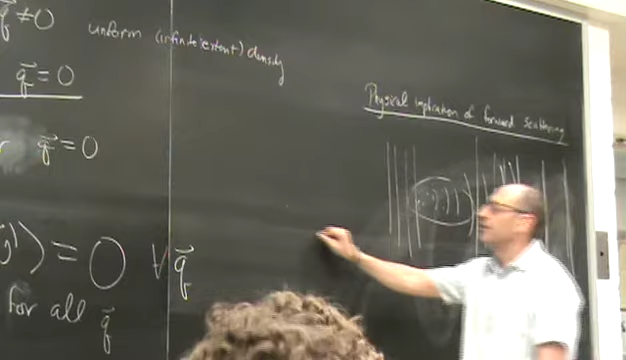 q⃗ ≠ 0
uniform (infinite extent) density
q⃗ = 0
q⃗ = 0
⟩ = 0 ∀ q⃗
for all q⃗
Physical implication of forward scattering